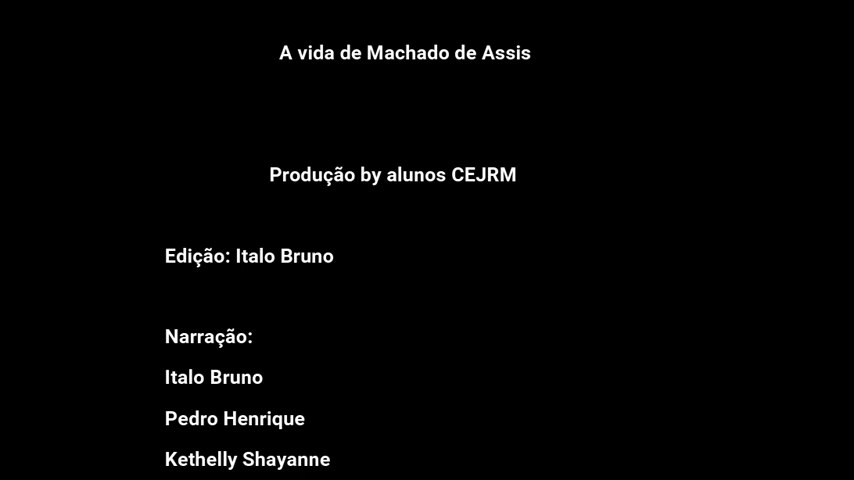 A vida de Machado de Assis
Produção by alunos CEJRM
Edição: Italo Bruno
Narração:
Italo Bruno
Pedro Henrique
Kethelly Shayanne